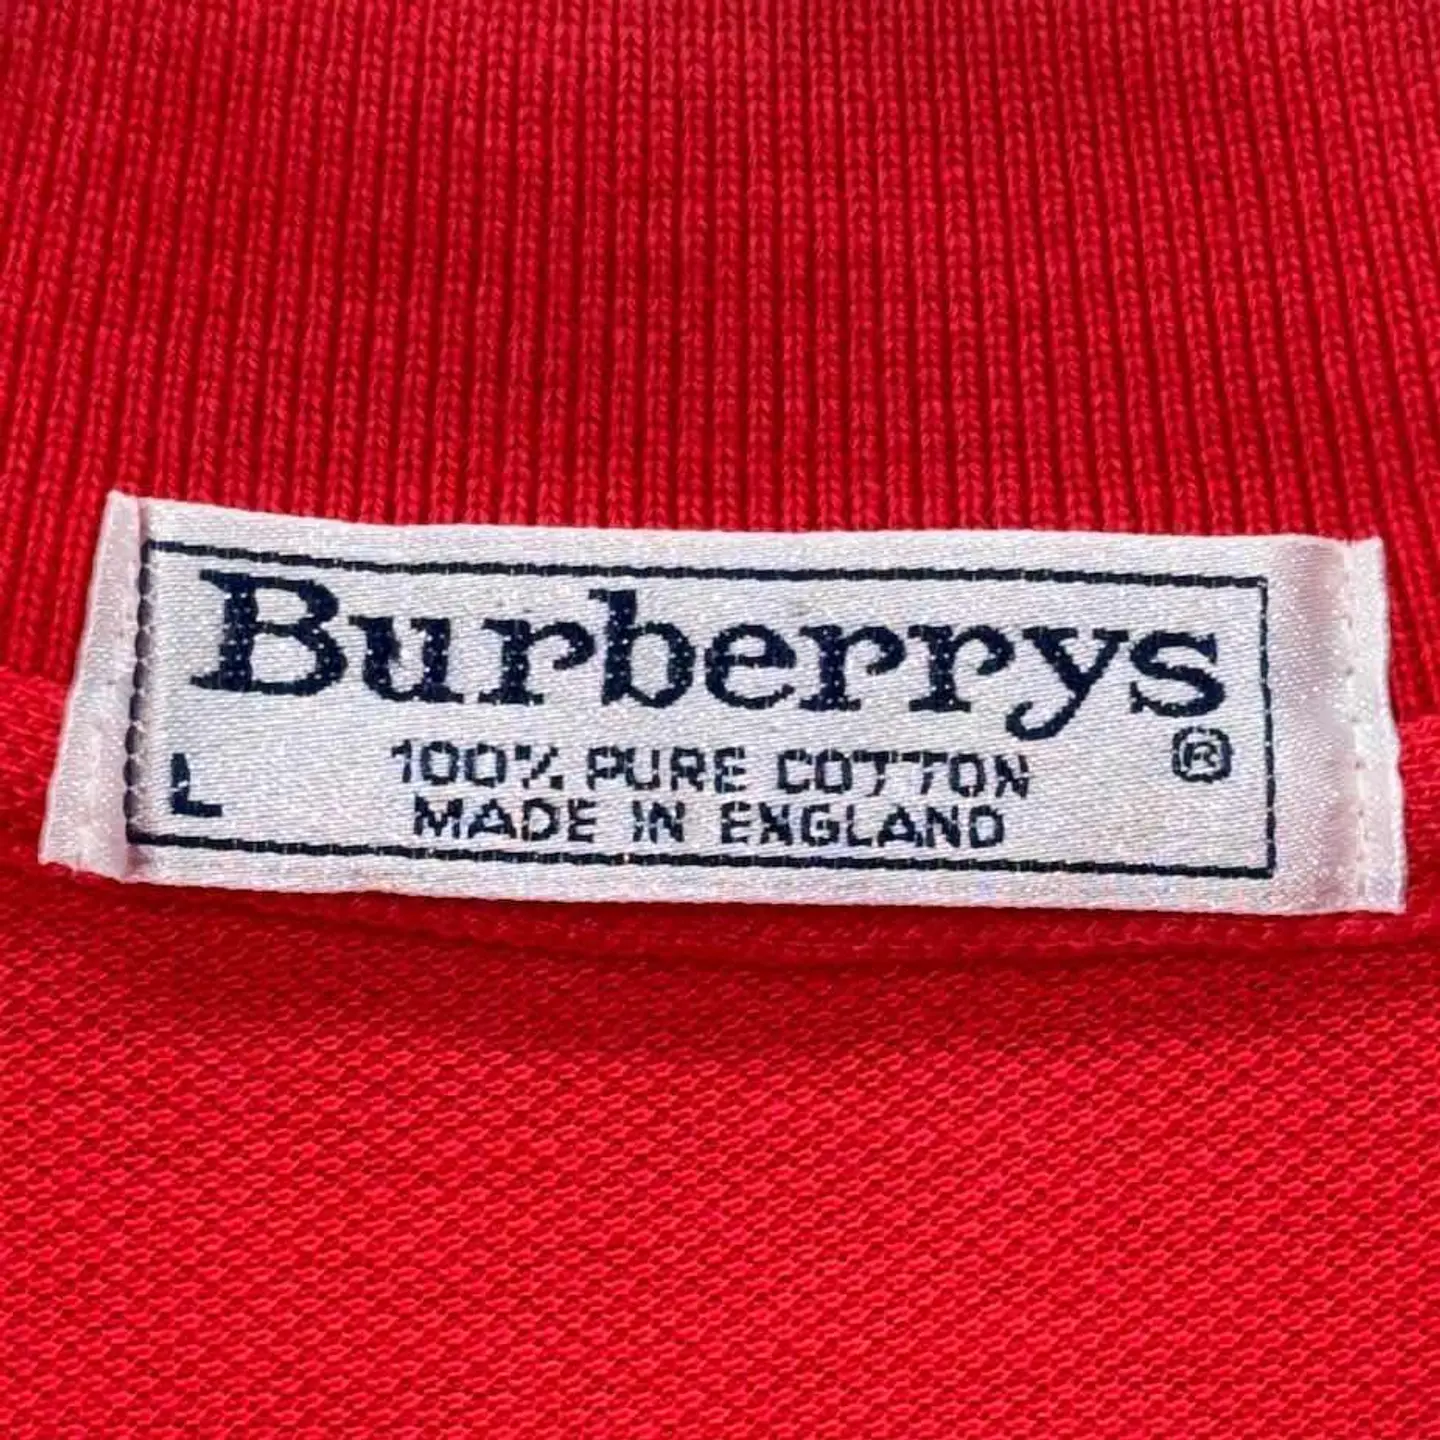 Burberrys ®
L 100% PURE COTTON
MADE IN ENGLAND